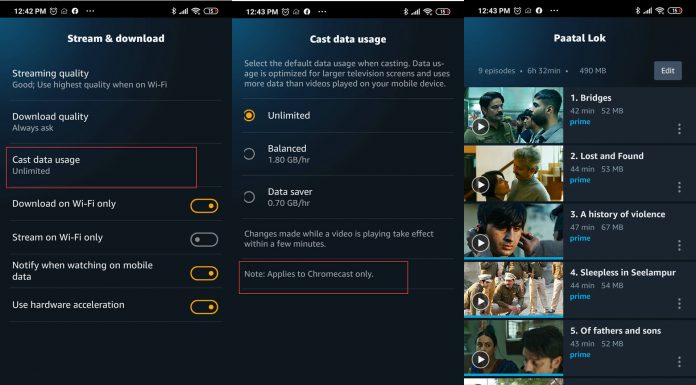 12:42 PM
Stream & download
Streaming quality
Good; Use highest quality when on Wi-Fi
Download quality
Always ask
Cast data usage
Unlimited
Download on Wi-Fi only
Stream on Wi-Fi only
Notify when watching on mobile
data
Use hardware acceleration
12:43 PM
Cast data usage
Select the default data usage when casting. Data us-
age is optimized for larger television screens and uses
more data than videos played on your mobile device.
Unlimited
Balanced
1.80 GB/hr
Data saver
0.70 GB/hr
Changes made while a video is playing take effect
within a few minutes.
Note: Applies to Chromecast only.
12:43 PM
Paatal Lok
9 episodes • 6h 32min • 490 MB
Edit
1. Bridges
42 min 52 MB
prime
2. Lost and Found
44 min 53 MB
prime
3. A history of violence
47 min 67 MB
prime
4. Sleepless in Seelampur
44 min 54 MB
prime
5. Of fathers and sons
43 min 52 MB
prime